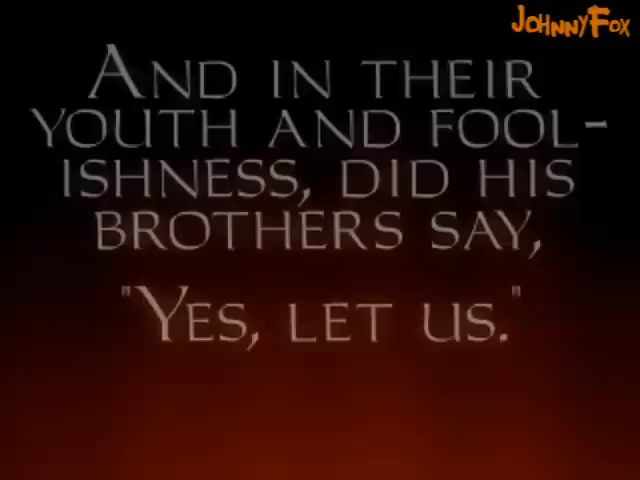 JOHNNYFOX
AND IN THEIR
YOUTH AND FOOL-
ISHNESS, DID HIS
BROTHERS SAY,
"YES, LET US."